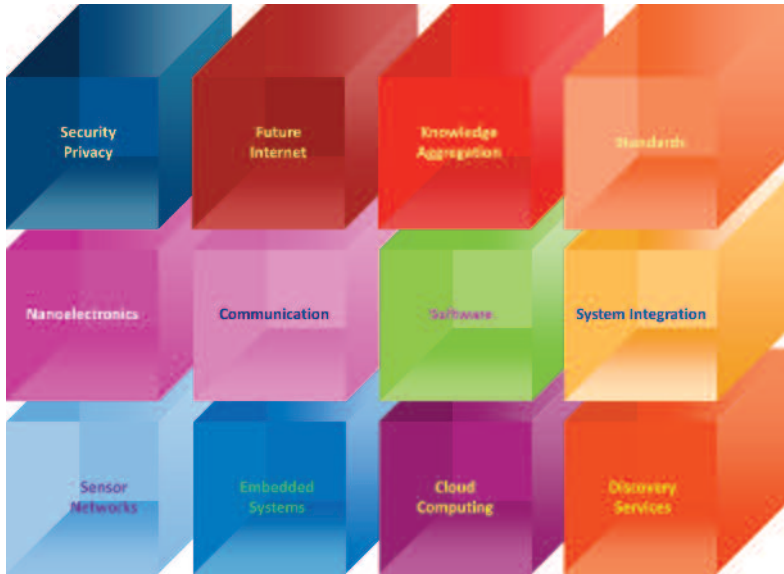 Security
Privacy
Future
Internet
Knowledge
Aggregation
Standards
Nanoelectronics
Communication
Software
System Integration
Sensor
Networks
Embedded
Systems
Cloud
Computing
Discovery
Services